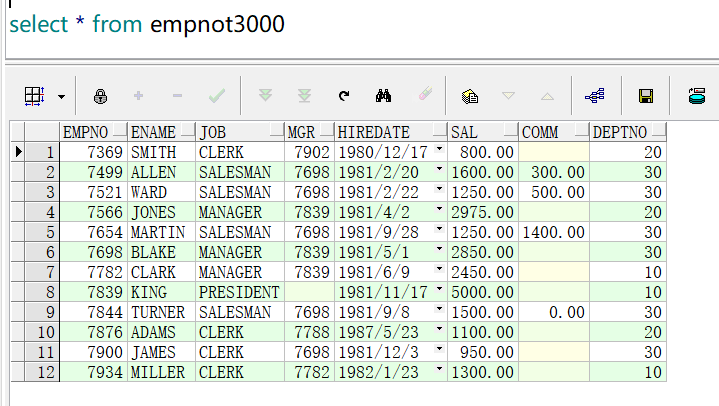 select * from empnot3000
EMPNO ENAME JOB MGR HIREDATE SAL COMM DEPTNO
1 7369 SMITH CLERK 7902 1980/12/17 800.00 20
2 7499 ALLEN SALESMAN 7698 1981/2/20 1600.00 300.00 30
3 7521 WARD SALESMAN 7698 1981/2/22 1250.00 500.00 30
4 7566 JONES MANAGER 7839 1981/4/2 2975.00 20
5 7654 MARTIN SALESMAN 7698 1981/9/28 1250.00 1400.00 30
6 7698 BLAKE MANAGER 7839 1981/5/1 2850.00 30
7 7782 CLARK MANAGER 7839 1981/6/9 2450.00 10
8 7839 KING PRESIDENT 1981/11/17 5000.00 10
9 7844 TURNER SALESMAN 7698 1981/9/8 1500.00 0.00 30
10 7876 ADAMS CLERK 7788 1987/5/23 1100.00 20
11 7900 JAMES CLERK 7698 1981/12/3 950.00 30
12 7934 MILLER CLERK 7782 1982/1/23 1300.00 10